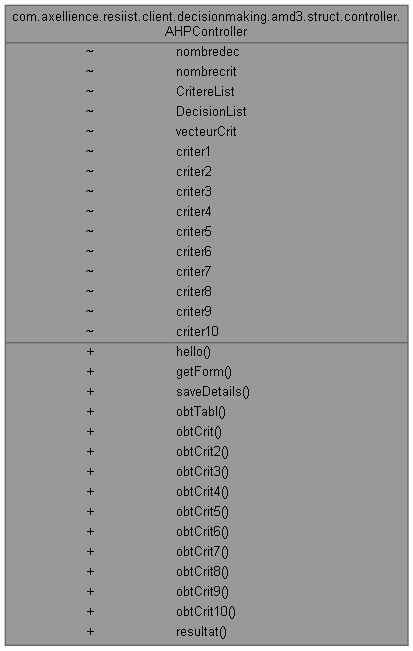 com.axellience.resiist.client.decisionmaking.amd3.struct.controller.
AHPController
~ nombredec
~ nombrecrit
~ CritereList
~ DecisionList
~ vecteurCrit
~ criter1
~ criter2
~ criter3
~ criter4
~ criter5
~ criter6
~ criter7
~ criter8
~ criter9
~ criter10
+ hello()
+ getForm()
+ saveDetails()
+ obtTabl()
+ obtCrit()
+ obtCrit2()
+ obtCrit3()
+ obtCrit4()
+ obtCrit5()
+ obtCrit6()
+ obtCrit7()
+ obtCrit8()
+ obtCrit9()
+ obtCrit10()
+ resultat()